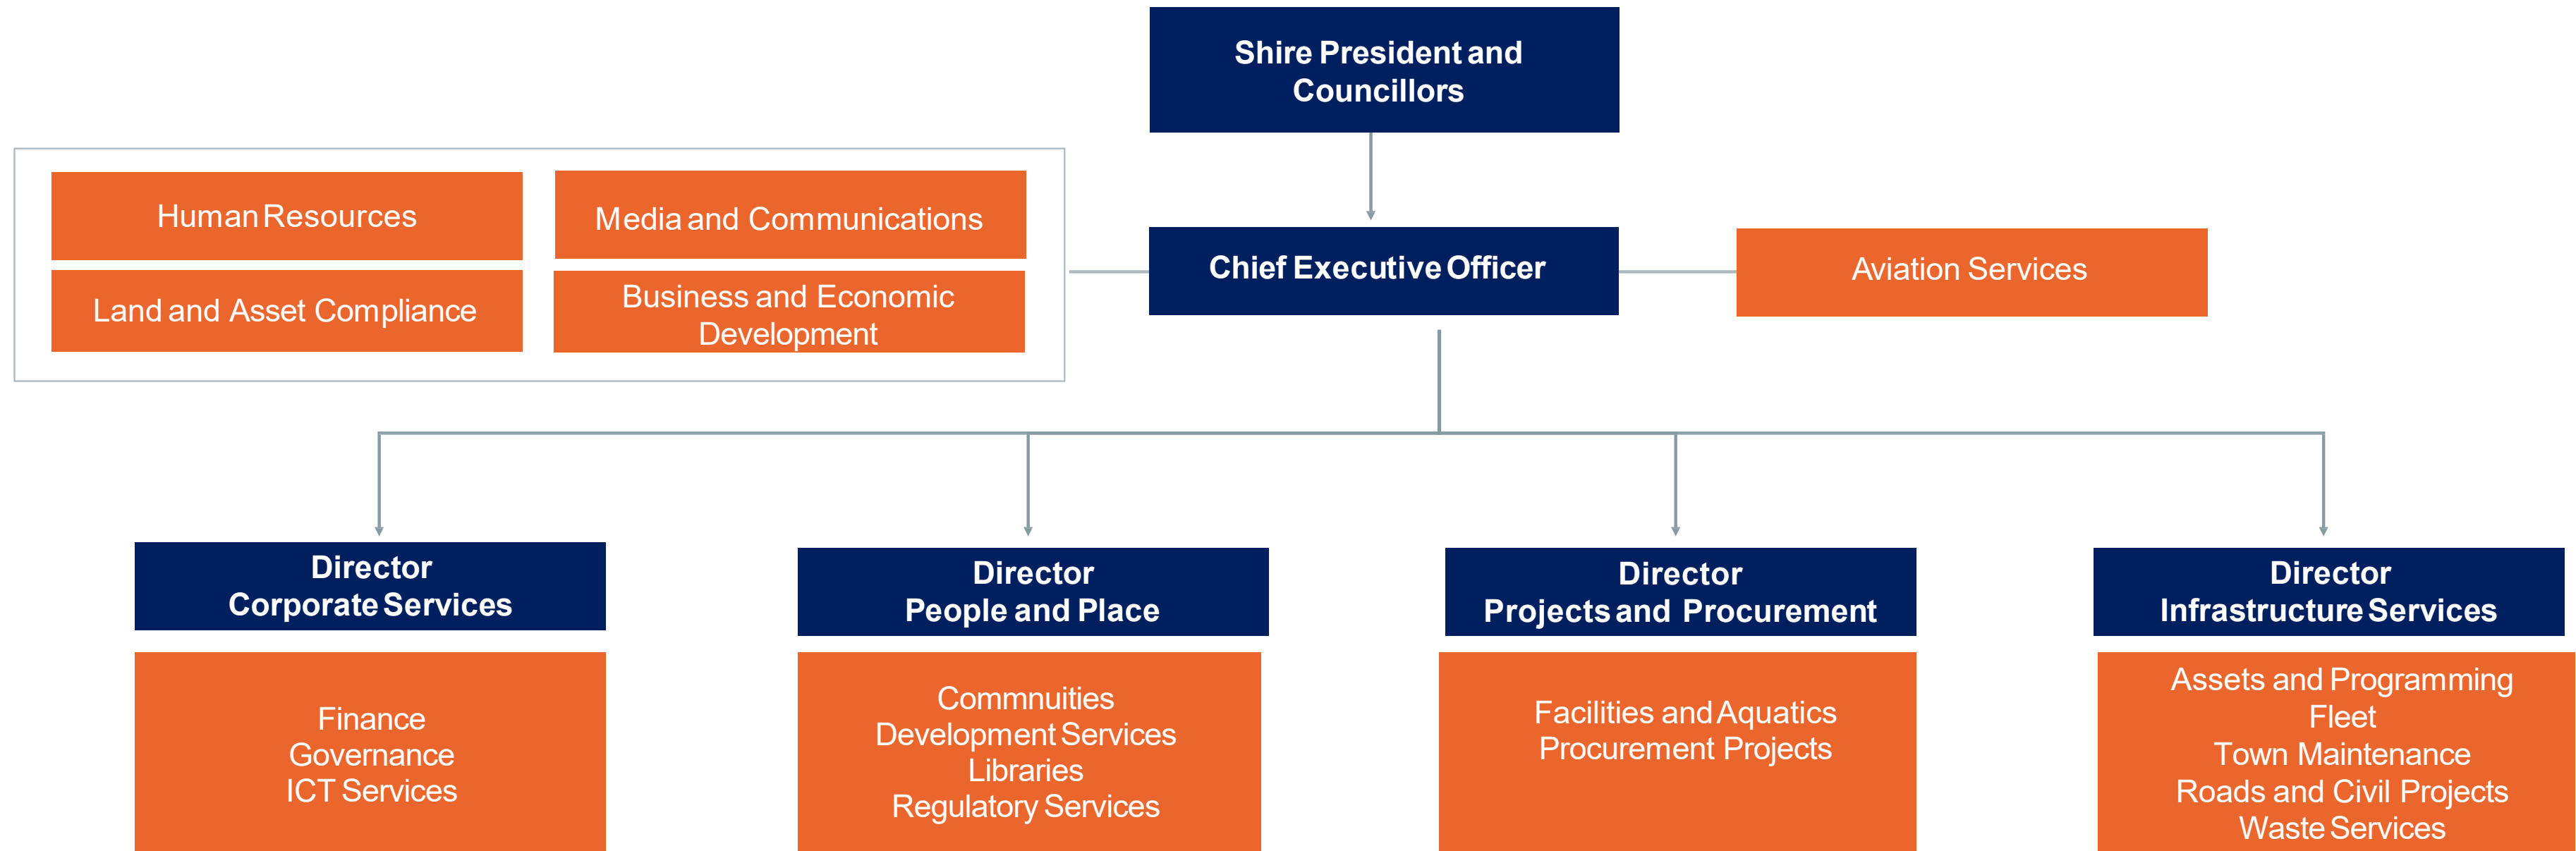 Shire President and
Councillors
Human Resources
Media and Communications
Land and Asset Compliance
Business and Economic
Development
Chief Executive Officer
Aviation Services
Director
Corporate Services
Finance
Governance
ICT Services
Director
People and Place
Commnuities
Development Services
Libraries
Regulatory Services
Director
Projects and Procurement
Facilities and Aquatics
Procurement Projects
Director
Infrastructure Services
Assets and Programming
Fleet
Town Maintenance
Roads and Civil Projects
Waste Services